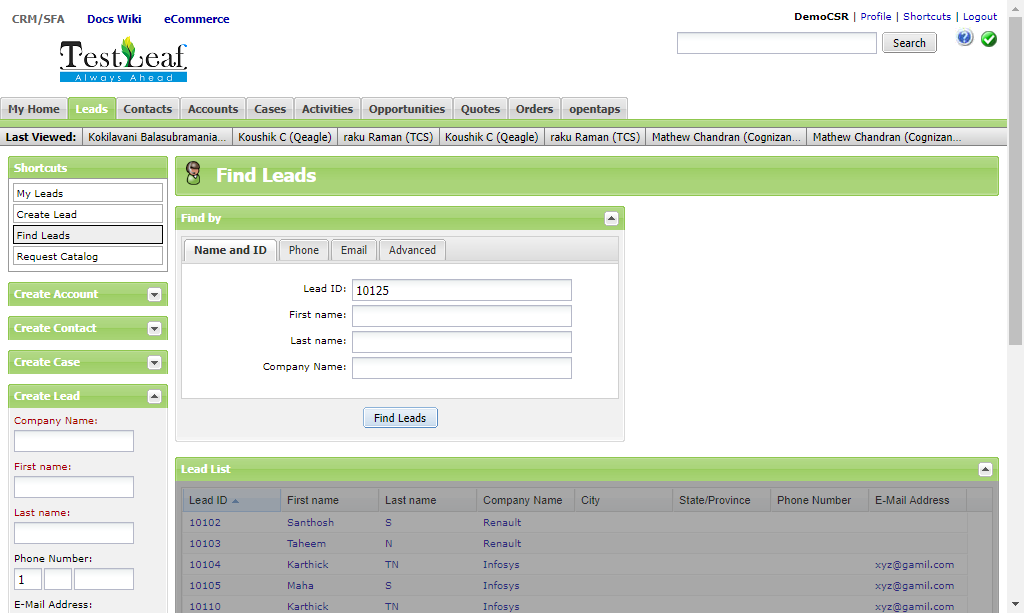 CRM/SFA Docs Wiki eCommerce
DemoCSR | Profile | Shortcuts | Logout
TestLeaf
Always Ahead
Search
My Home Leads Contacts Accounts Cases Activities Opportunities Quotes Orders opentaps
Last Viewed: Kokilavani Balasubramania... Koushik C (Qeagle) raku Raman (TCS) Koushik C (Qeagle) raku Raman (TCS) Mathew Chandran (Cognizan... Mathew Chandran (Cognizan...
Shortcuts
My Leads
Create Lead
Find Leads
Request Catalog
Create Account
Create Contact
Create Case
Create Lead
Company Name:
First name:
Last name:
Phone Number:
1
E-Mail Address:
Find Leads
Find by
Name and ID Phone Email Advanced
Lead ID: 10125
First name:
Last name:
Company Name:
Find Leads
Lead List
Lead ID First name Last name Company Name City State/Province Phone Number E-Mail Address
10102 Santhosh S Renault
10103 Taheem N Renault
10104 Karthick TN Infosys xyz@gamil.com
10105 Maha S Infosys xyz@gamil.com
10110 Karthick TN Infosys xyz@gamil.com